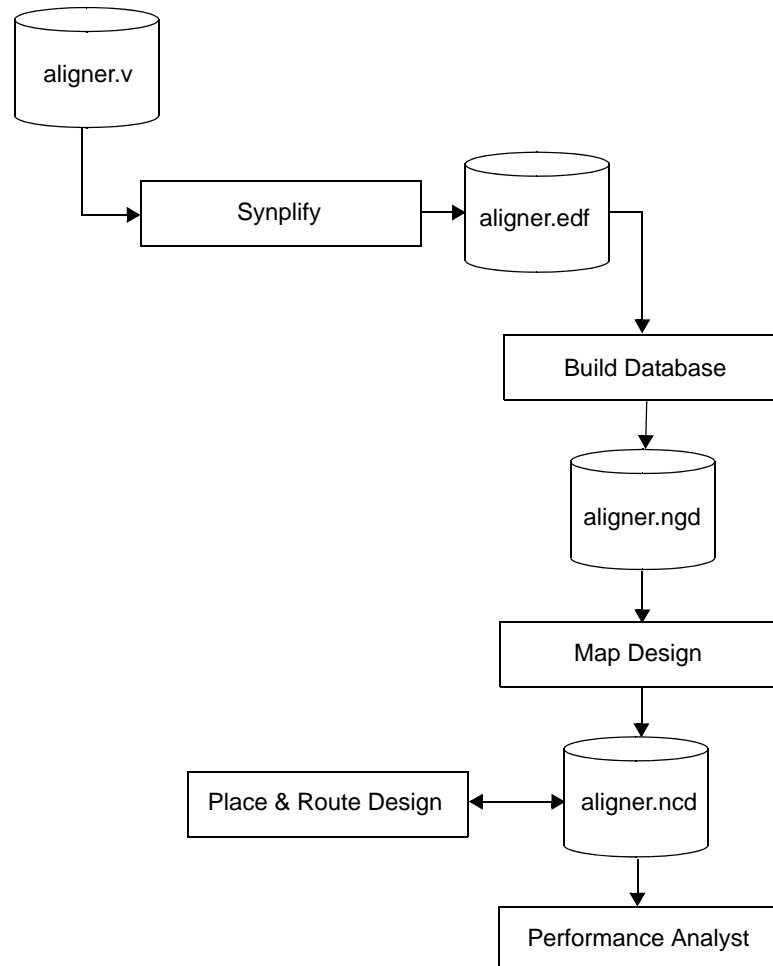 aligner.v
Synplify
aligner.edf
Build Database
aligner.ngd
Map Design
Place & Route Design
aligner.ncd
Performance Analyst